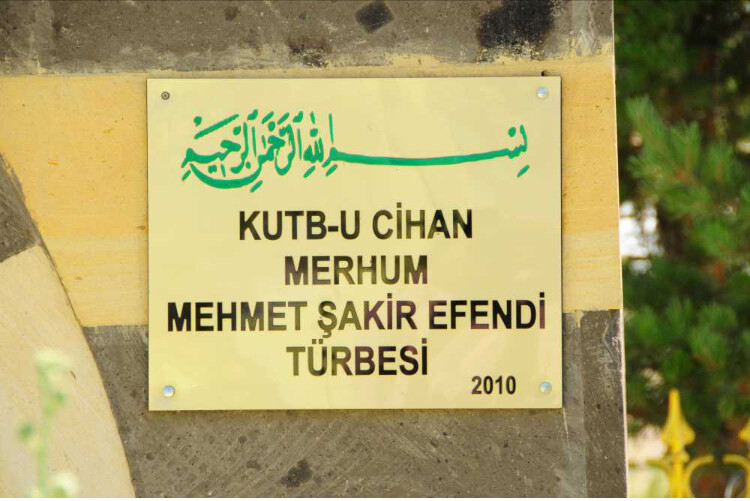 بسم الله الرحمن الرحيم
KUTB-U CİHAN
MERHUM
MEHMET ŞAKİR EFENDİ
TÜRBESİ
2010